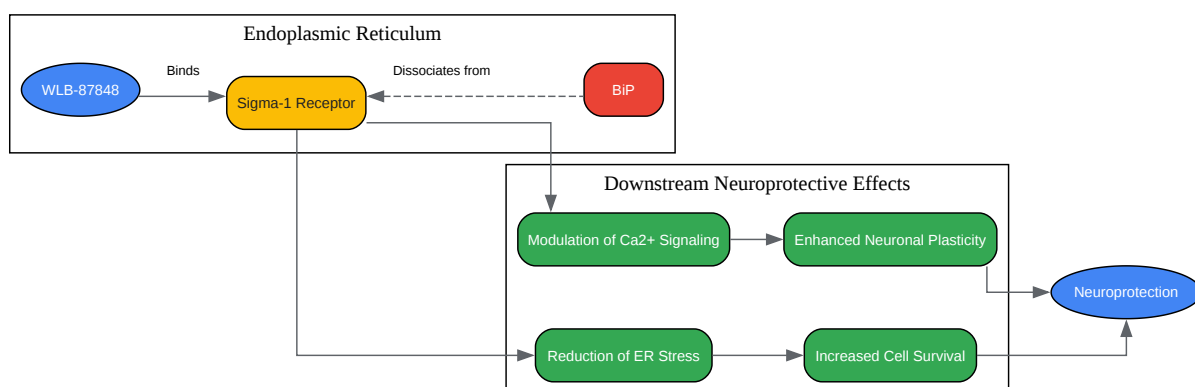 Endoplasmic Reticulum
Binds
Dissociates from
WLB-87848
Sigma-1 Receptor
BiP
Downstream Neuroprotective Effects
Modulation of Ca2+ Signaling
Enhanced Neuronal Plasticity
Neuroprotection
Reduction of ER Stress
Increased Cell Survival